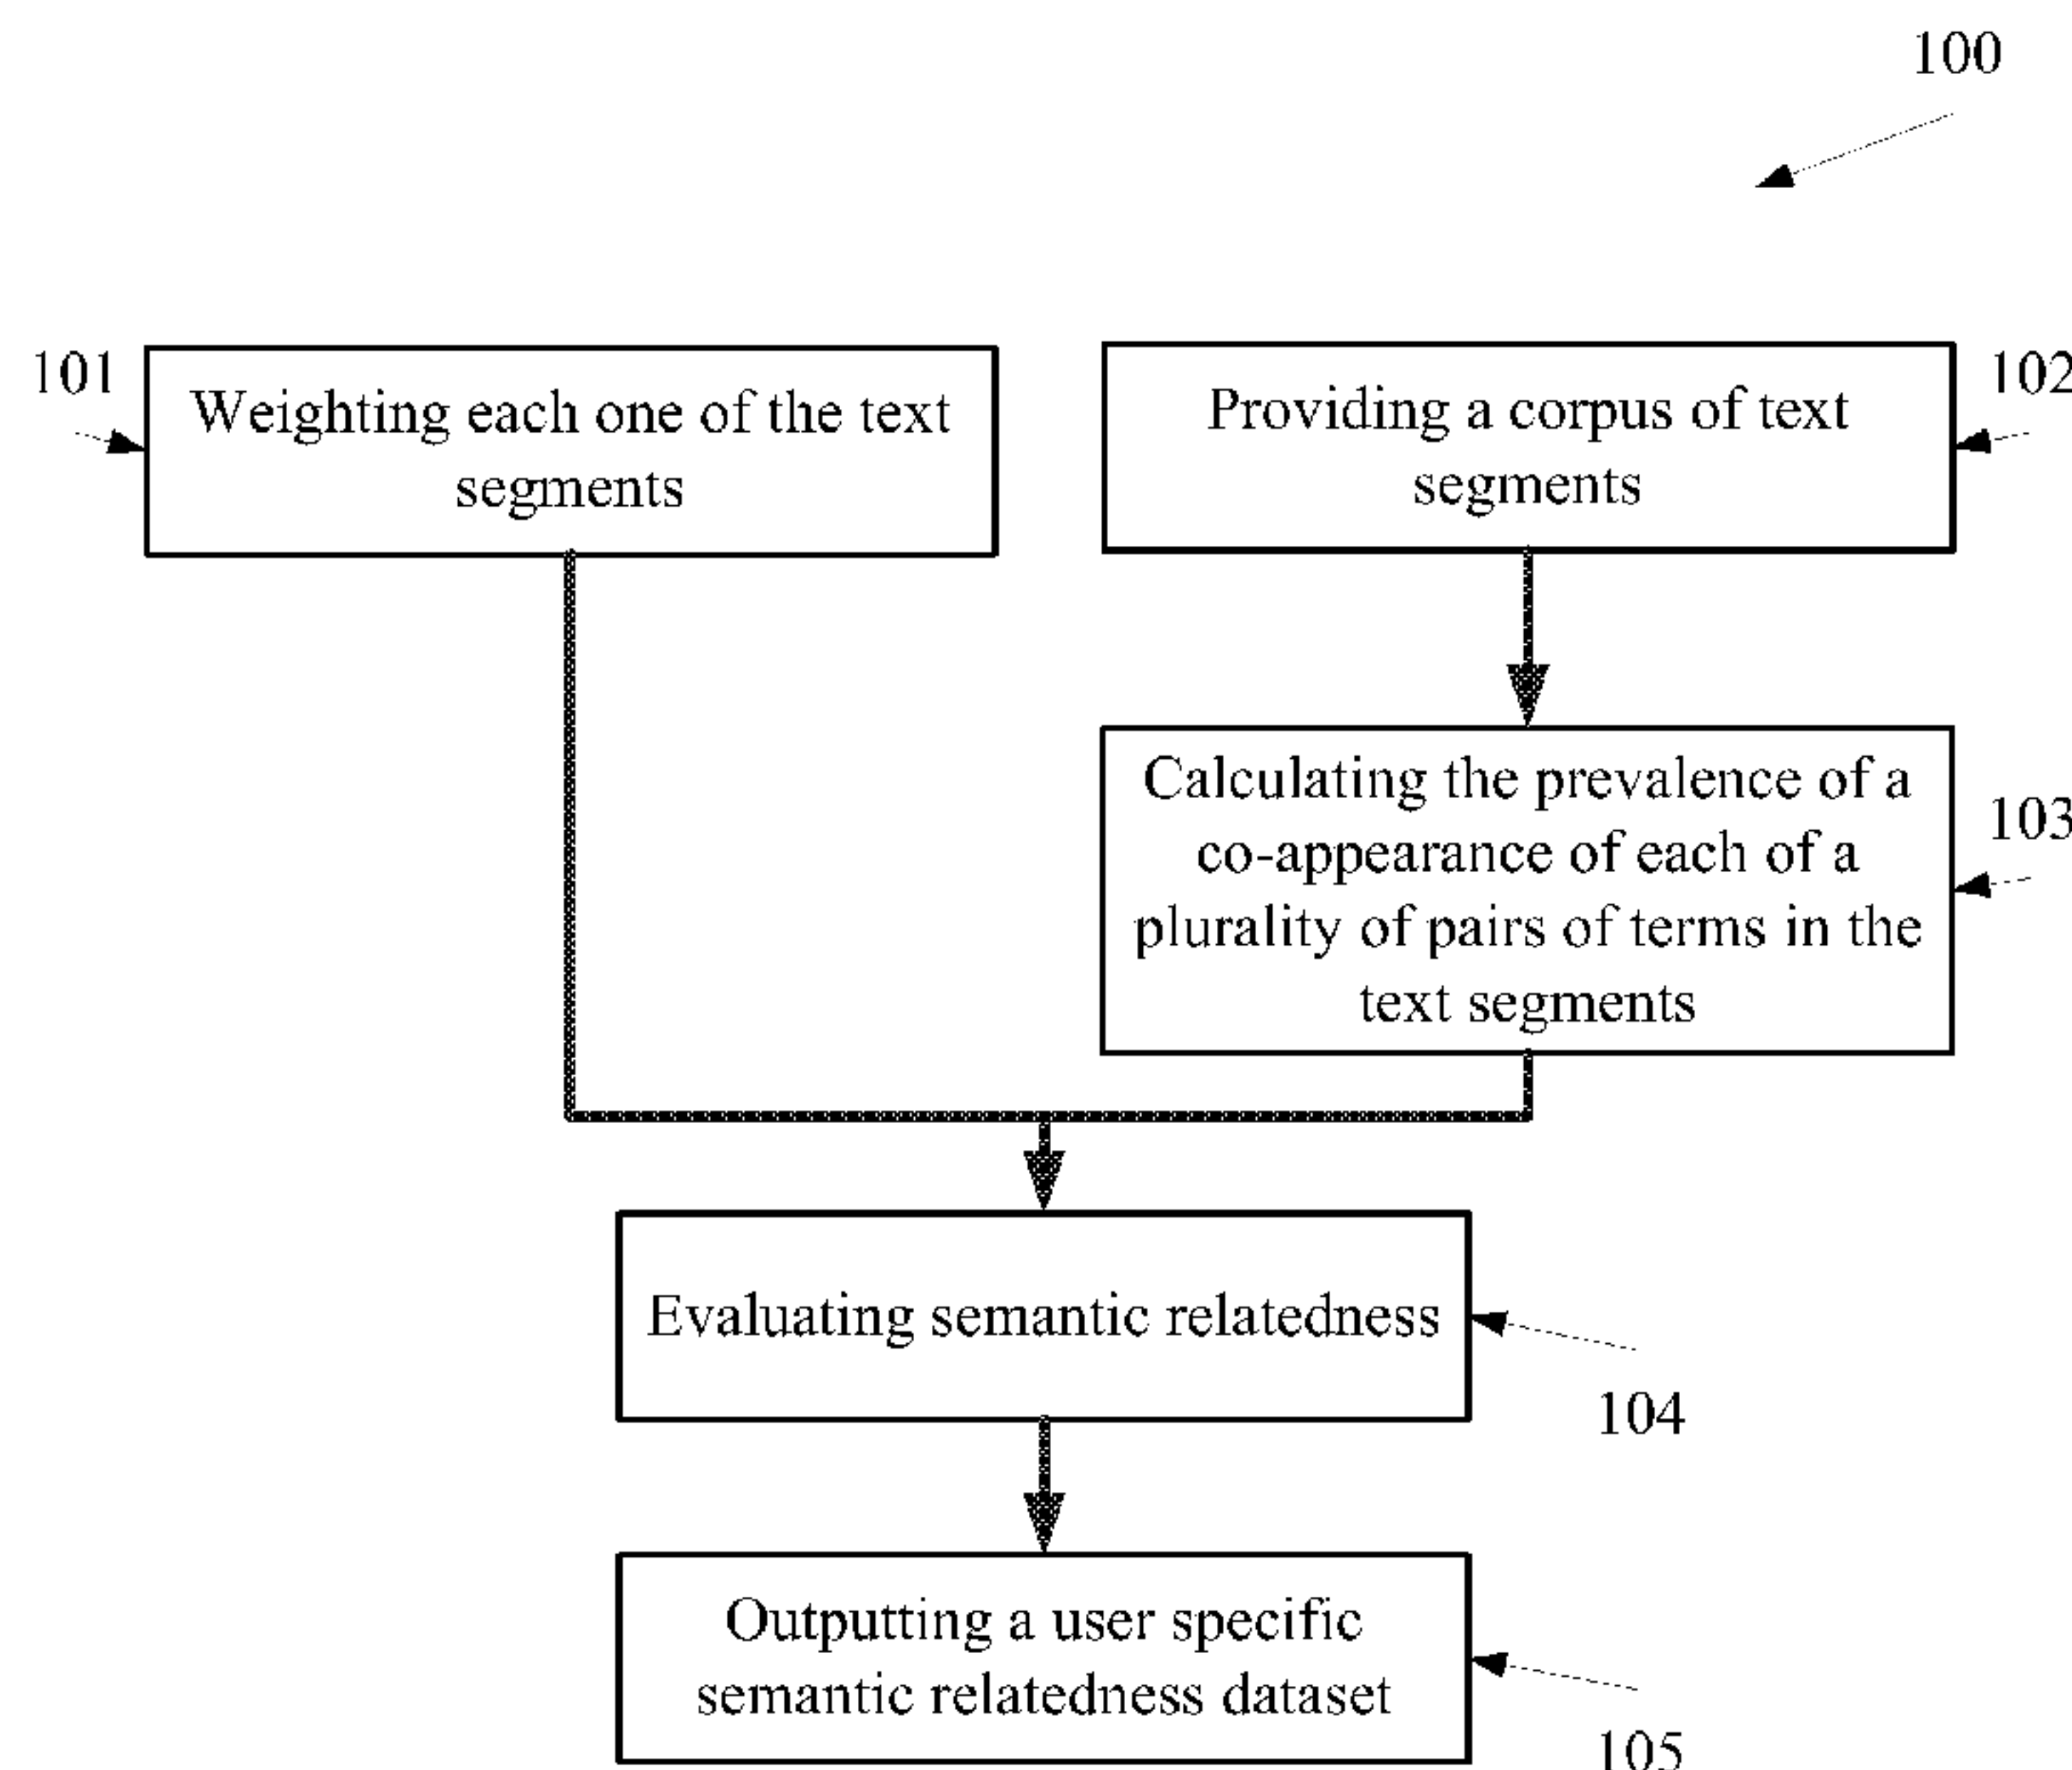 100
101
Weighting each one of the text
segments
102
Providing a corpus of text
segments
103
Calculating the prevalence of a
co-appearance of each of a
plurality of pairs of terms in the
text segments
Evaluating semantic relatedness
104
Outputting a user specific
semantic relatedness dataset
105